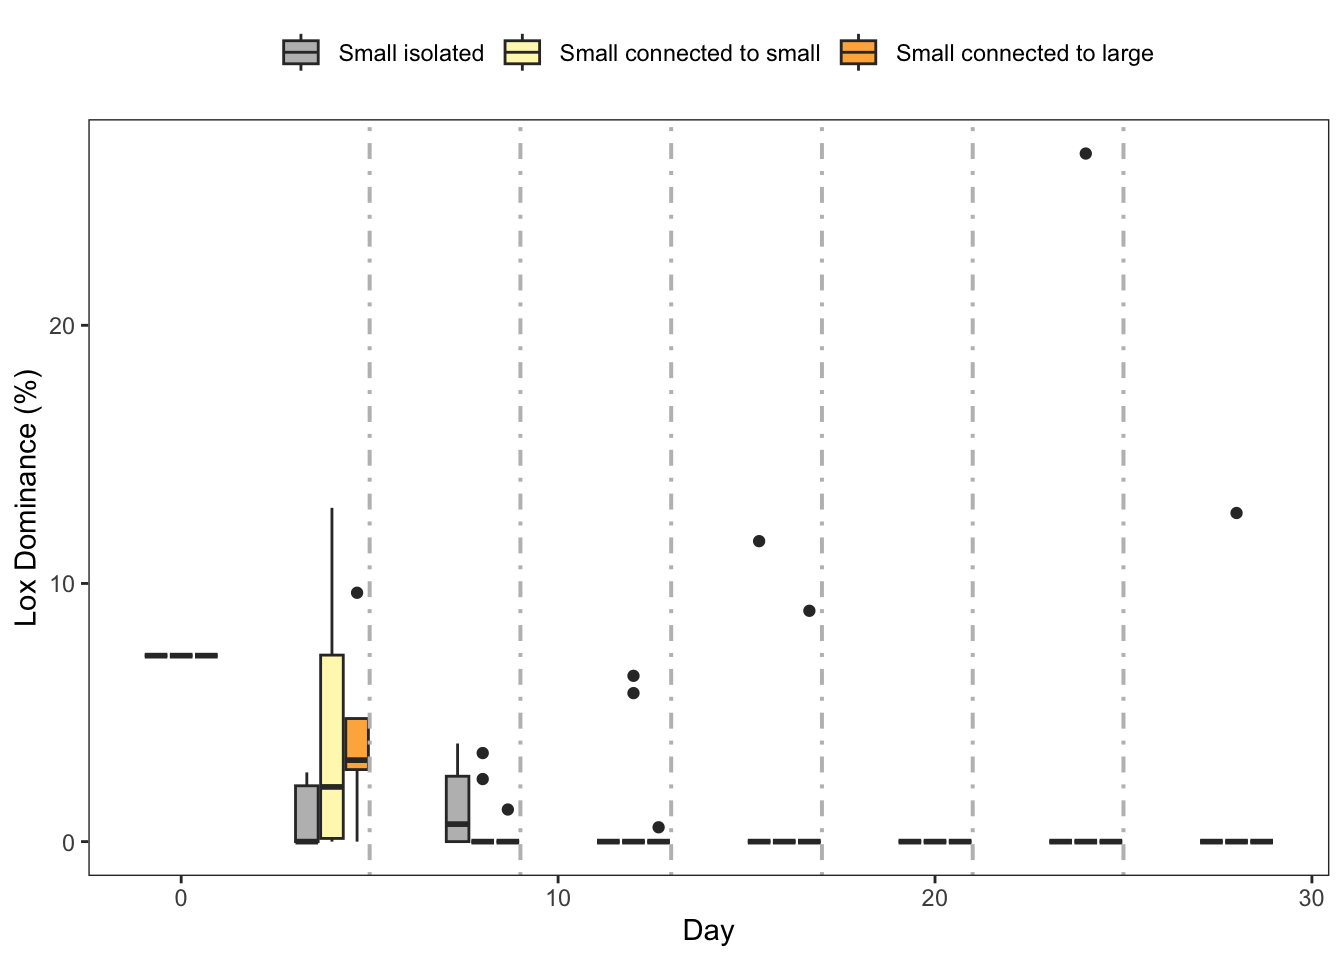 Small isolated Small connected to small Small connected to large
Lox Dominance (%)
20
10
0
0 10 20 30
Day